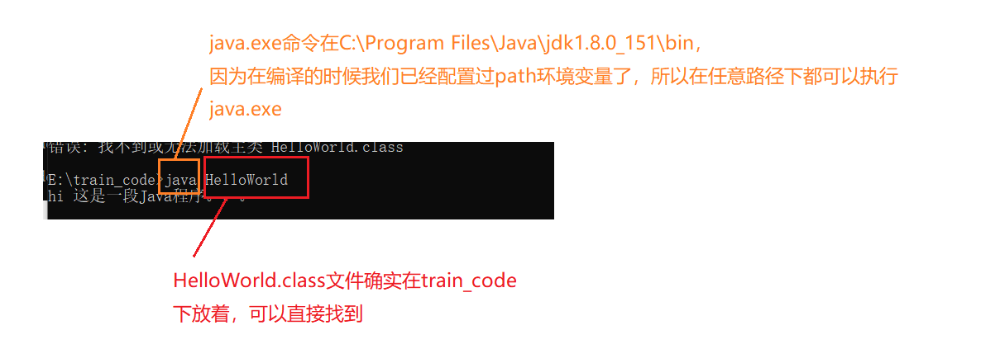 java.exe命令在C:\Program Files\Java\jdk1.8.0_151\bin，
因为在编译的时候我们已经配置过path环境变量了，所以在任意路径下都可以执行
java.exe
错误: 找不到或无法加载主类 HelloWorld.class
E:\train_code>java HelloWorld
hi 这是一段Java程序。。。
HelloWorld.class文件确实在train_code
下放着，可以直接找到